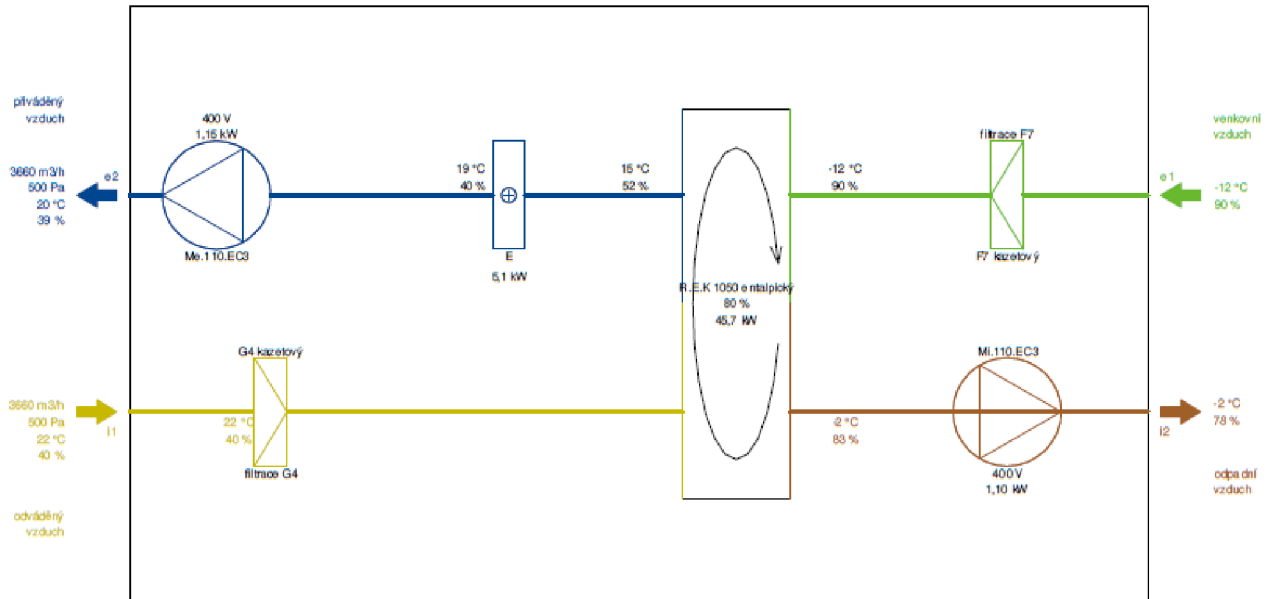 přiváděný
vzduch
3660 m3/h
500 Pa
20 °C
39 %
e2
400 V
1,15 kW
Me.110.EC3
19 °C
40 %
E
5,1 kW
15 °C
52 %
R.E.K 1050 entalpický
80 %
45,7 kW
-12 °C
90 %
filtrace F7
F7 kazetový
venkovní
vzduch
e1
-12 °C
90 %
3660 m3/h
500 Pa
22 °C
40 %
i1
odváděný
vzduch
G4 kazetový
22 °C
40 %
filtrace G4
-2 °C
83 %
Mi.110.EC3
400 V
1,10 kW
i2
-2 °C
78 %
odpadní
vzduch